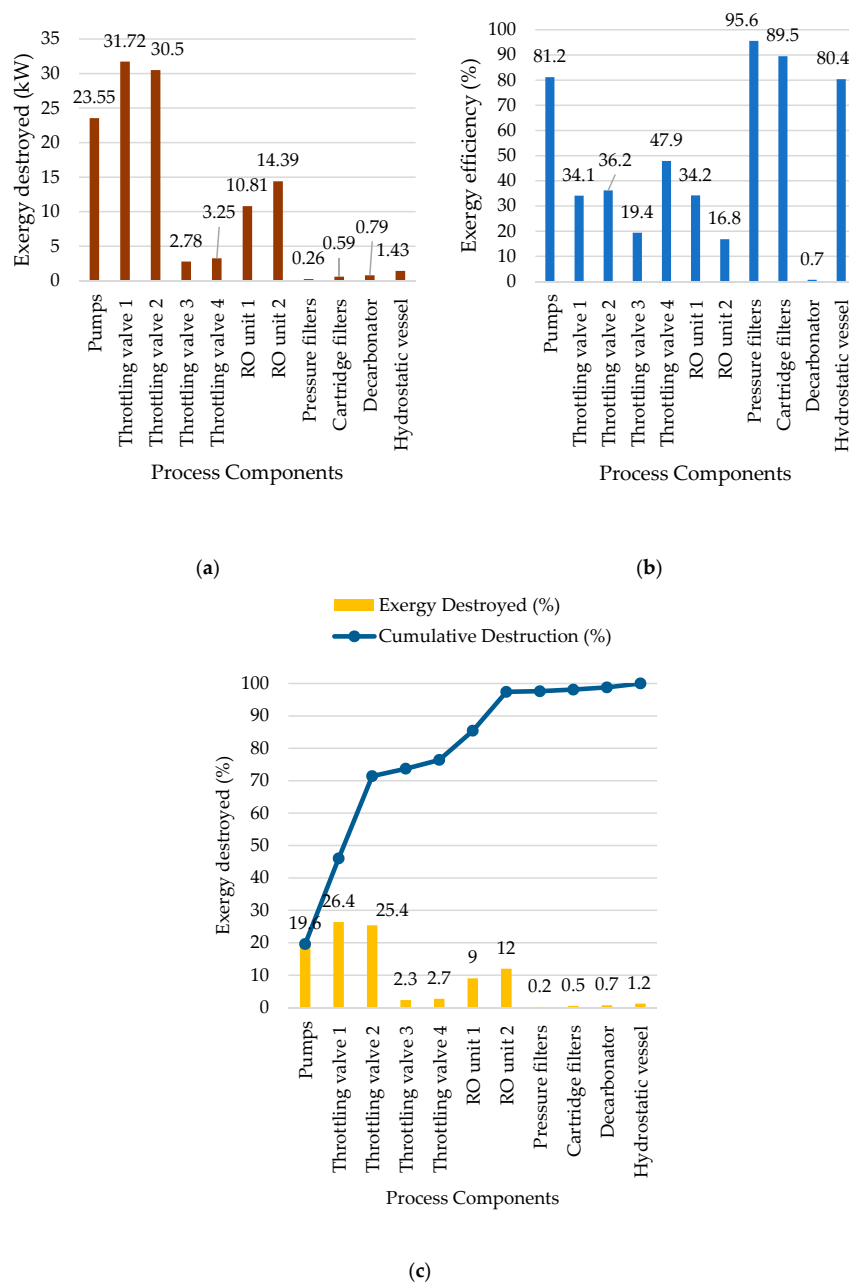 Exergy destroyed (kW)
35
30
25
20
15
10
5
0
23.55
31.72
30.5
2.78
3.25
10.81
14.39
0.26
0.59
0.79
1.43
Pumps
Throttling valve 1
Throttling valve 2
Throttling valve 3
Throttling valve 4
RO unit 1
RO unit 2
Pressure filters
Cartridge filters
Decarbonator
Hydrostatic vessel
Process Components
(a)
Exergy efficiency (%)
100
90
80
70
60
50
40
30
20
10
0
81.2
34.1
36.2
19.4
47.9
34.2
16.8
95.6
89.5
0.7
80.4
Pumps
Throttling valve 1
Throttling valve 2
Throttling valve 3
Throttling valve 4
RO unit 1
RO unit 2
Pressure filters
Cartridge filters
Decarbonator
Hydrostatic vessel
Process Components
(b)
Exergy Destroyed (%)
Cumulative Destruction (%)
Exergy destroyed (%)
100
90
80
70
60
50
40
30
20
10
0
19.6
26.4
25.4
2.3
2.7
9
12
0.2
0.5
0.7
1.2
Pumps
Throttling valve 1
Throttling valve 2
Throttling valve 3
Throttling valve 4
RO unit 1
RO unit 2
Pressure filters
Cartridge filters
Decarbonator
Hydrostatic vessel
Process Components
(c)